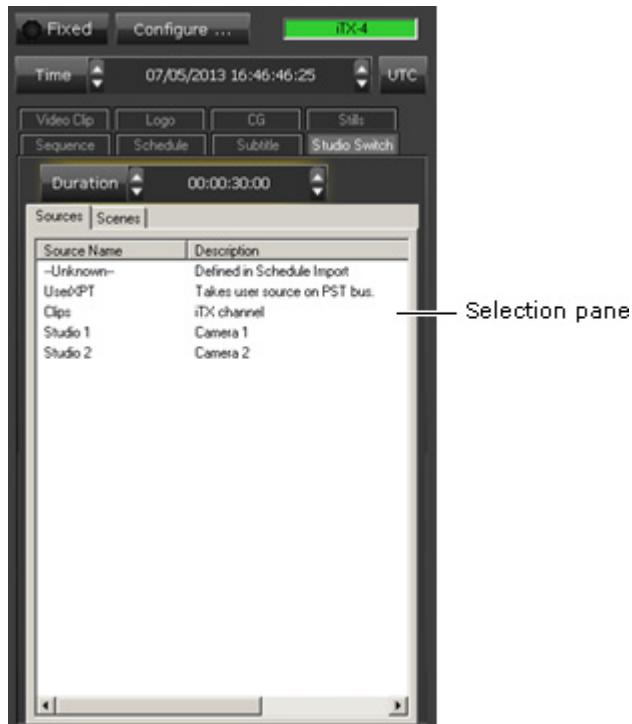 Fixed Configure ... iTX-4
Time 07/05/2013 16:46:46:25 UTC
Video Clip Logo CG Stills
Sequence Schedule Subtitle Studio Switch
Duration 00:00:30:00
Sources Scenes
Source Name Description
--Unknown-- Defined in Schedule Import
UserXPT Takes user source on PST bus.
Clips iTX channel
Studio 1 Camera 1
Studio 2 Camera 2
Selection pane